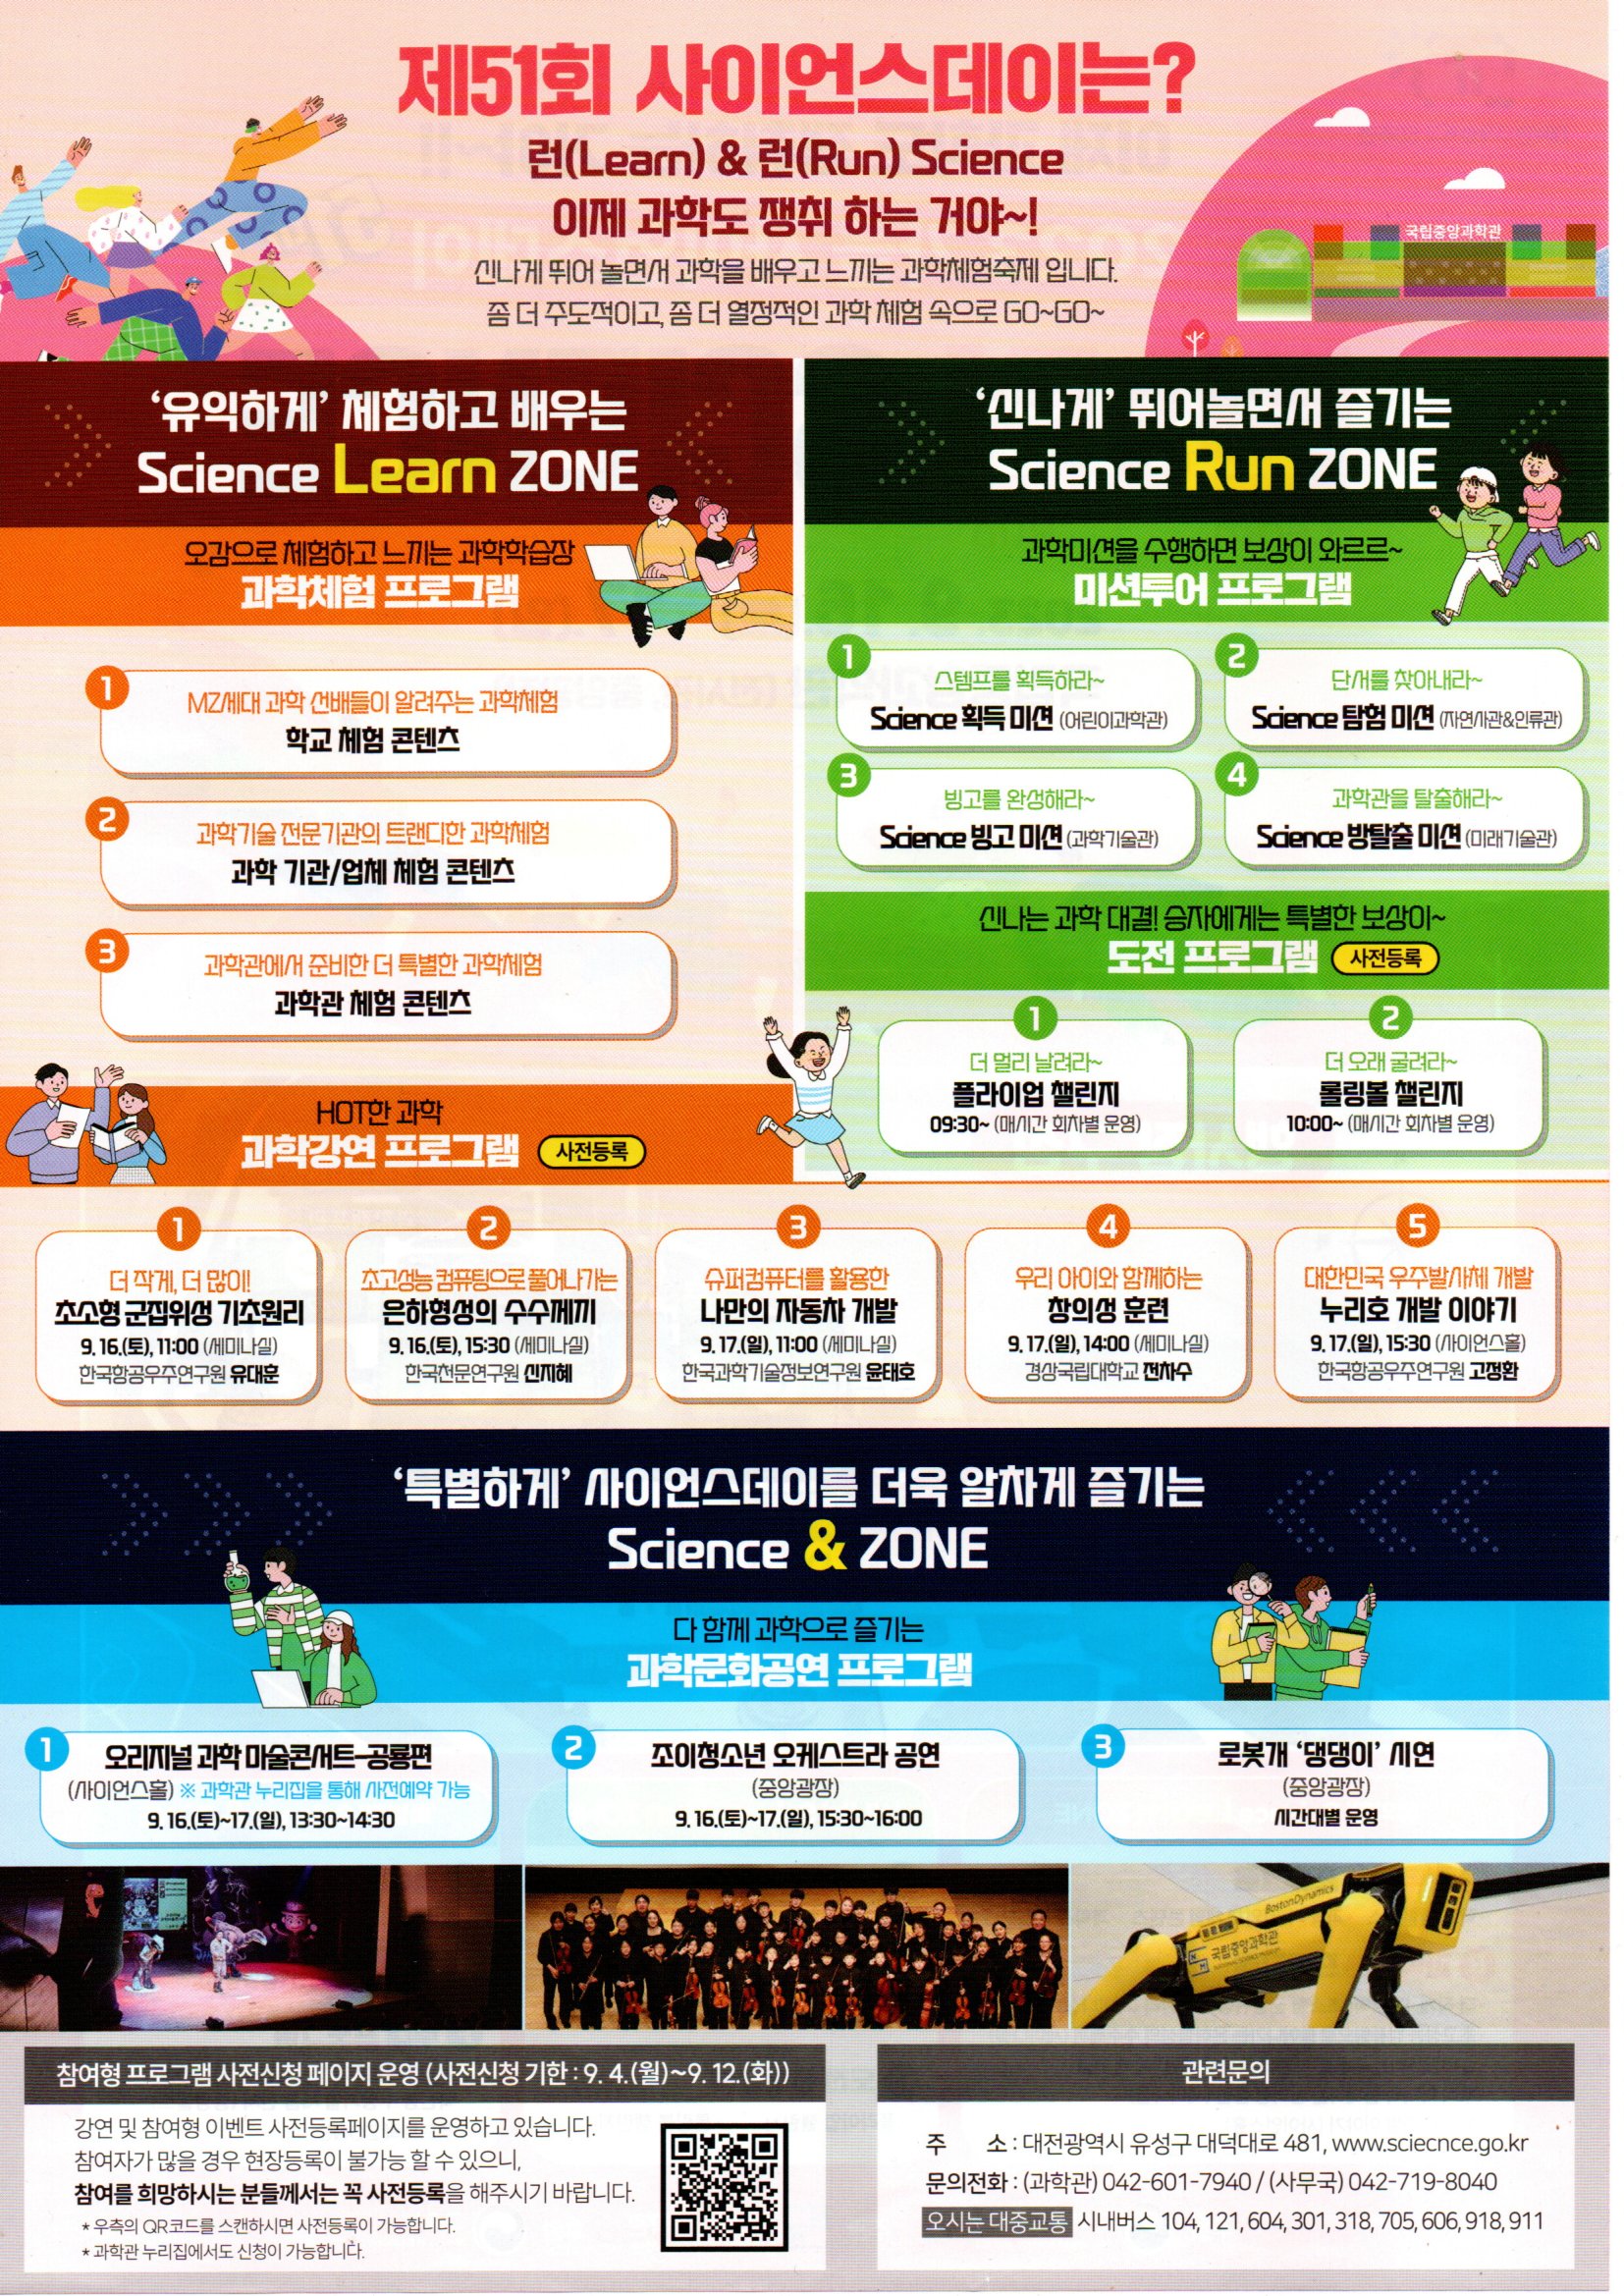 제51회 사이언스데이는?
런(Learn) & 런(Run) Science
이제 과학도 쟁취 하는 거야~!
신나게 뛰어 놀면서 과학을 배우고 느끼는 과학체험축제 입니다.
좀 더 주도적이고, 좀 더 열정적인 과학 체험 속으로 GO~GO~
국립중앙과학관
‘유익하게’ 체험하고 배우는
Science Learn ZONE
오감으로 체험하고 느끼는 과학학습장
과학체험 프로그램
1
MZ세대 과학 선배들이 알려주는 과학체험
학교 체험 콘텐츠
2
과학기술 전문기관의 트랜디한 과학체험
과학 기관/업체 체험 콘텐츠
3
과학관에서 준비한 더 특별한 과학체험
과학관 체험 콘텐츠
‘신나게’ 뛰어놀면서 즐기는
Science Run ZONE
과학미션을 수행하면 보상이 와르르~
미션투어 프로그램
1
스템프를 획득하라~
Science 획득 미션 (어린이과학관)
2
단서를 찾아내라~
Science 탐험 미션 (자연사관&인류관)
3
빙고를 완성해라~
Science 빙고 미션 (과학기술관)
4
과학관을 탈출해라~
Science 방탈출 미션 (미래기술관)
신나는 과학 대결! 승자에게는 특별한 보상이~
도전 프로그램 사전등록
1
더 멀리 날려라~
플라이업 챌린지
09:30~ (매시간 회차별 운영)
2
더 오래 굴려라~
롤링볼 챌린지
10:00~ (매시간 회차별 운영)
HOT한 과학
과학강연 프로그램 사전등록
1
더 작게, 더 많이!
초소형 군집위성 기초원리
9. 16.(토), 11:00 (세미나실)
한국항공우주연구원 유대훈
2
초고성능 컴퓨팅으로 풀어나가는
은하형성의 수수께끼
9. 16.(토), 15:30 (세미나실)
한국천문연구원 신지혜
3
슈퍼컴퓨터를 활용한
나만의 자동차 개발
9. 17.(일), 11:00 (세미나실)
한국과학기술정보연구원 윤태호
4
우리 아이와 함께하는
창의성 훈련
9. 17.(일), 14:00 (세미나실)
경상국립대학교 전차수
5
대한민국 우주발사체 개발
누리호 개발 이야기
9. 17.(일), 15:30 (사이언스홀)
한국항공우주연구원 고정환
‘특별하게’ 사이언스데이를 더욱 알차게 즐기는
Science & ZONE
다 함께 과학으로 즐기는
과학문화공연 프로그램
1
오리지널 과학 마술콘서트-공룡편
(사이언스홀) ※ 과학관 누리집을 통해 사전예약 가능
9. 16.(토)~17.(일), 13:30~14:30
2
조이청소년 오케스트라 공연
(중앙광장)
9. 16.(토)~17.(일), 15:30~16:00
3
로봇개 ‘댕댕이’ 시연
(중앙광장)
시간대별 운영
BostonDynamics
국립중앙과학관
참여형 프로그램 사전신청 페이지 운영 (사전신청 기한 : 9. 4.(월)~9. 12.(화))
강연 및 참여형 이벤트 사전등록페이지를 운영하고 있습니다.
참여자가 많을 경우 현장등록이 불가능 할 수 있으니,
참여를 희망하시는 분들께서는 꼭 사전등록을 해주시기 바랍니다.
* 우측의 QR코드를 스캔하시면 사전등록이 가능합니다.
* 과학관 누리집에서도 신청이 가능합니다.
관련문의
주 소 : 대전광역시 유성구 대덕대로 481, www.sciecnce.go.kr
문의전화 : (과학관) 042-601-7940 / (사무국) 042-719-8040
오시는 대중교통 시내버스 104, 121, 604, 301, 318, 705, 606, 918, 911